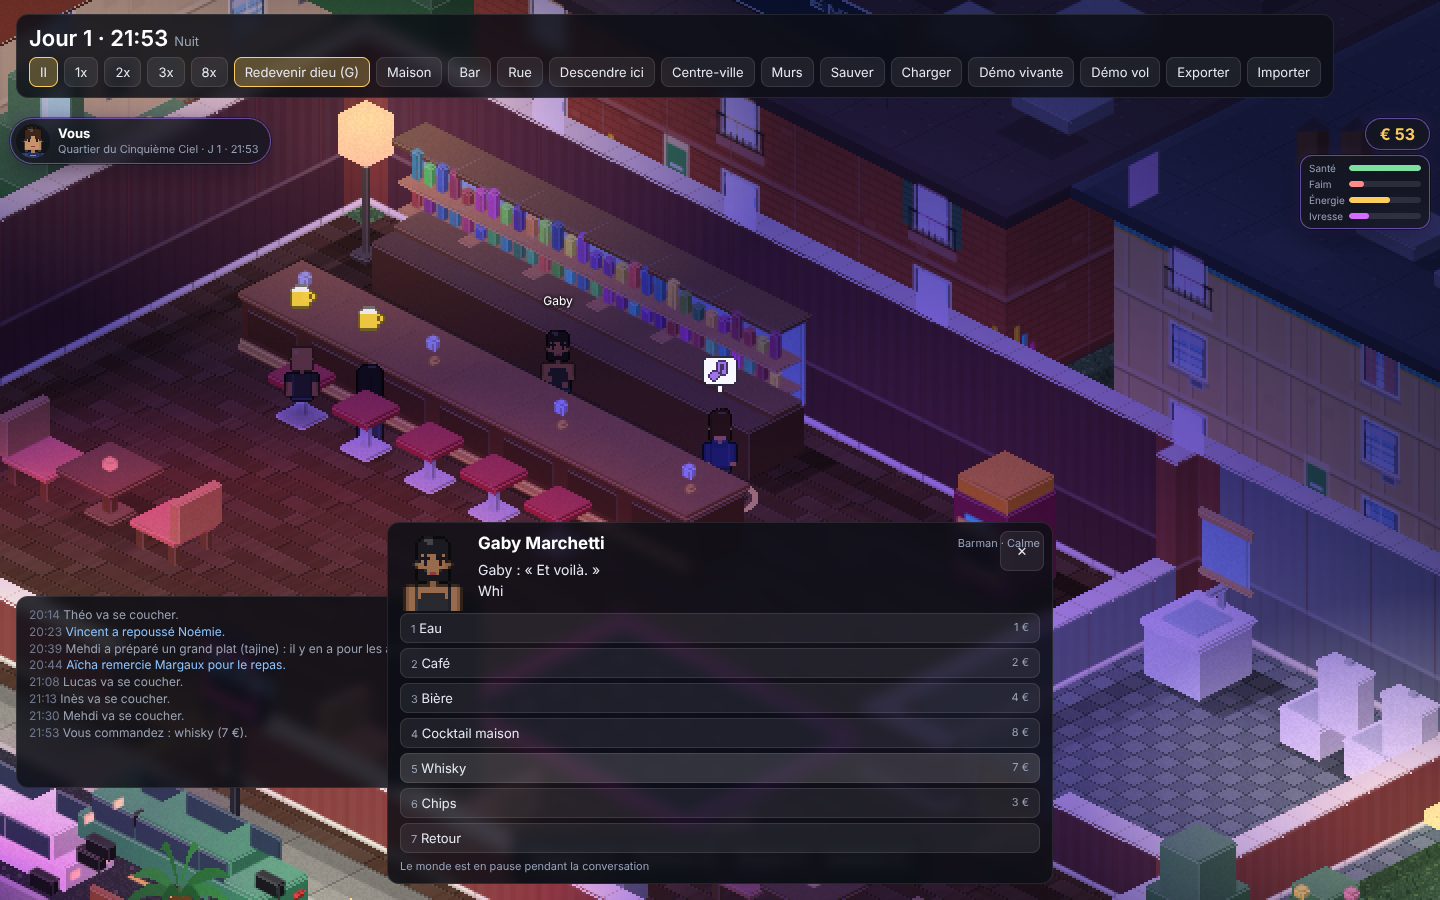 Jour 1 · 21:53 Nuit
II 1x 2x 3x 8x Redevenir dieu (G) Maison Bar Rue Descendre ici Centre-ville Murs Sauver Charger Démo vivante Démo vol Exporter Importer
Vous
Quartier du Cinquième Ciel · J 1 · 21:53
€ 53
Santé
Faim
Énergie
Ivresse
Gaby
Gaby Marchetti
Barman · Calme
×
Gaby : « Et voilà. »
Whi
1 Eau 1 €
2 Café 2 €
3 Bière 4 €
4 Cocktail maison 8 €
5 Whisky 7 €
6 Chips 3 €
7 Retour
Le monde est en pause pendant la conversation
20:14 Théo va se coucher.
20:23 Vincent a repoussé Noémie.
20:39 Mehdi a préparé un grand plat (tajine) : il y en a pour les
20:44 Aïcha remercie Margaux pour le repas.
21:08 Lucas va se coucher.
21:13 Inès va se coucher.
21:30 Mehdi va se coucher.
21:53 Vous commandez : whisky (7 €).